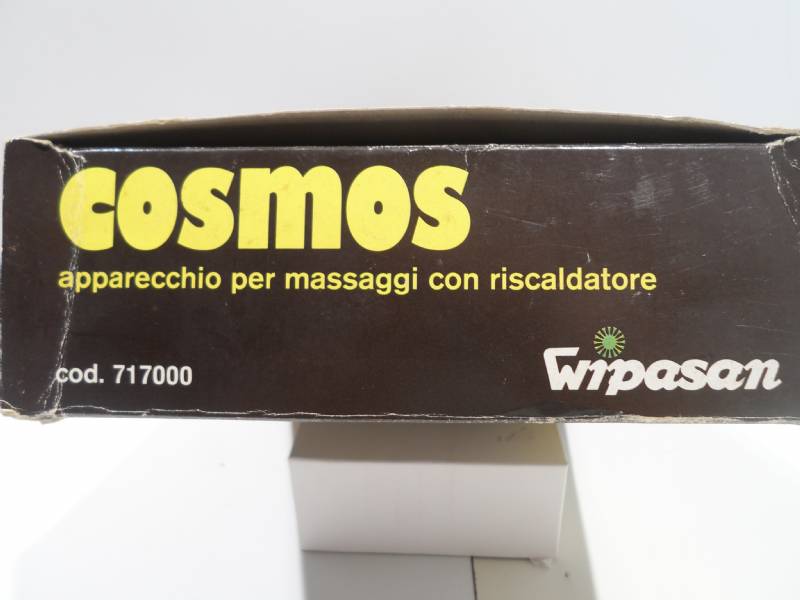 cosmos
apparecchio per massaggi con riscaldatore
cod. 717000
Wipasan